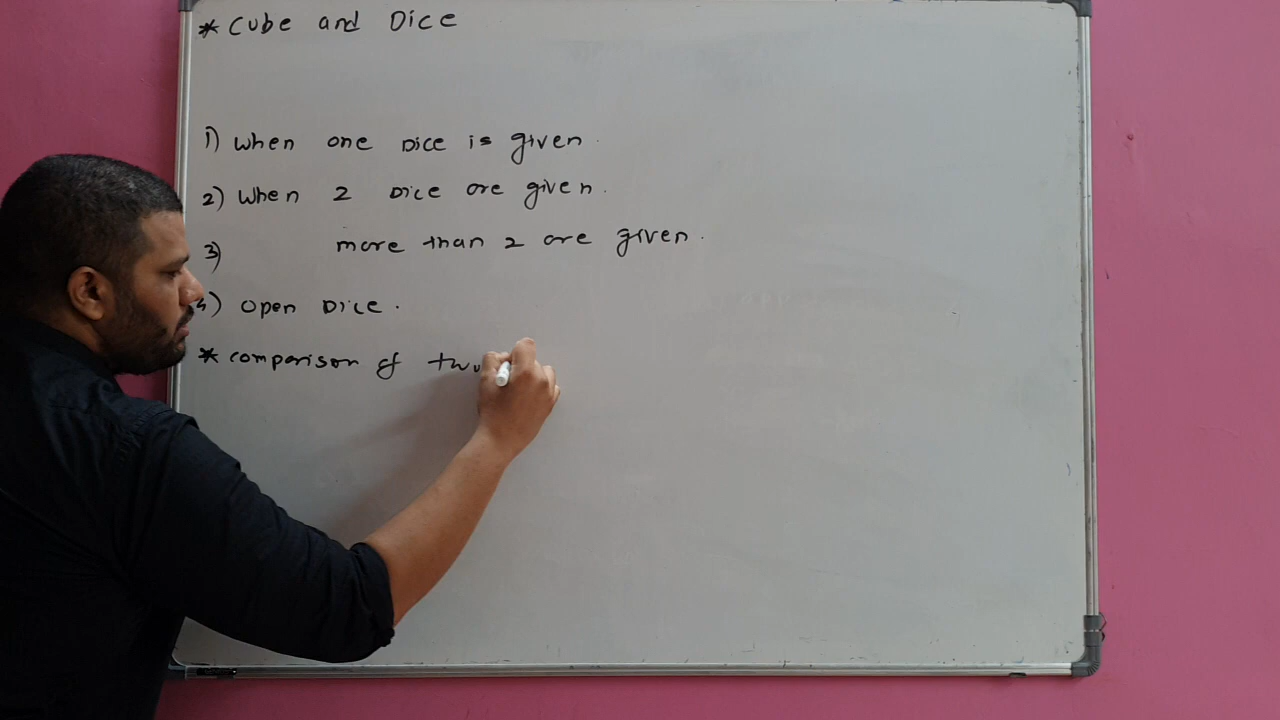 * Cube and Dice
1) When one Dice is given.
2) When 2 Dice are given.
3) more than 2 are given.
4) Open Dice.
* comparison of two